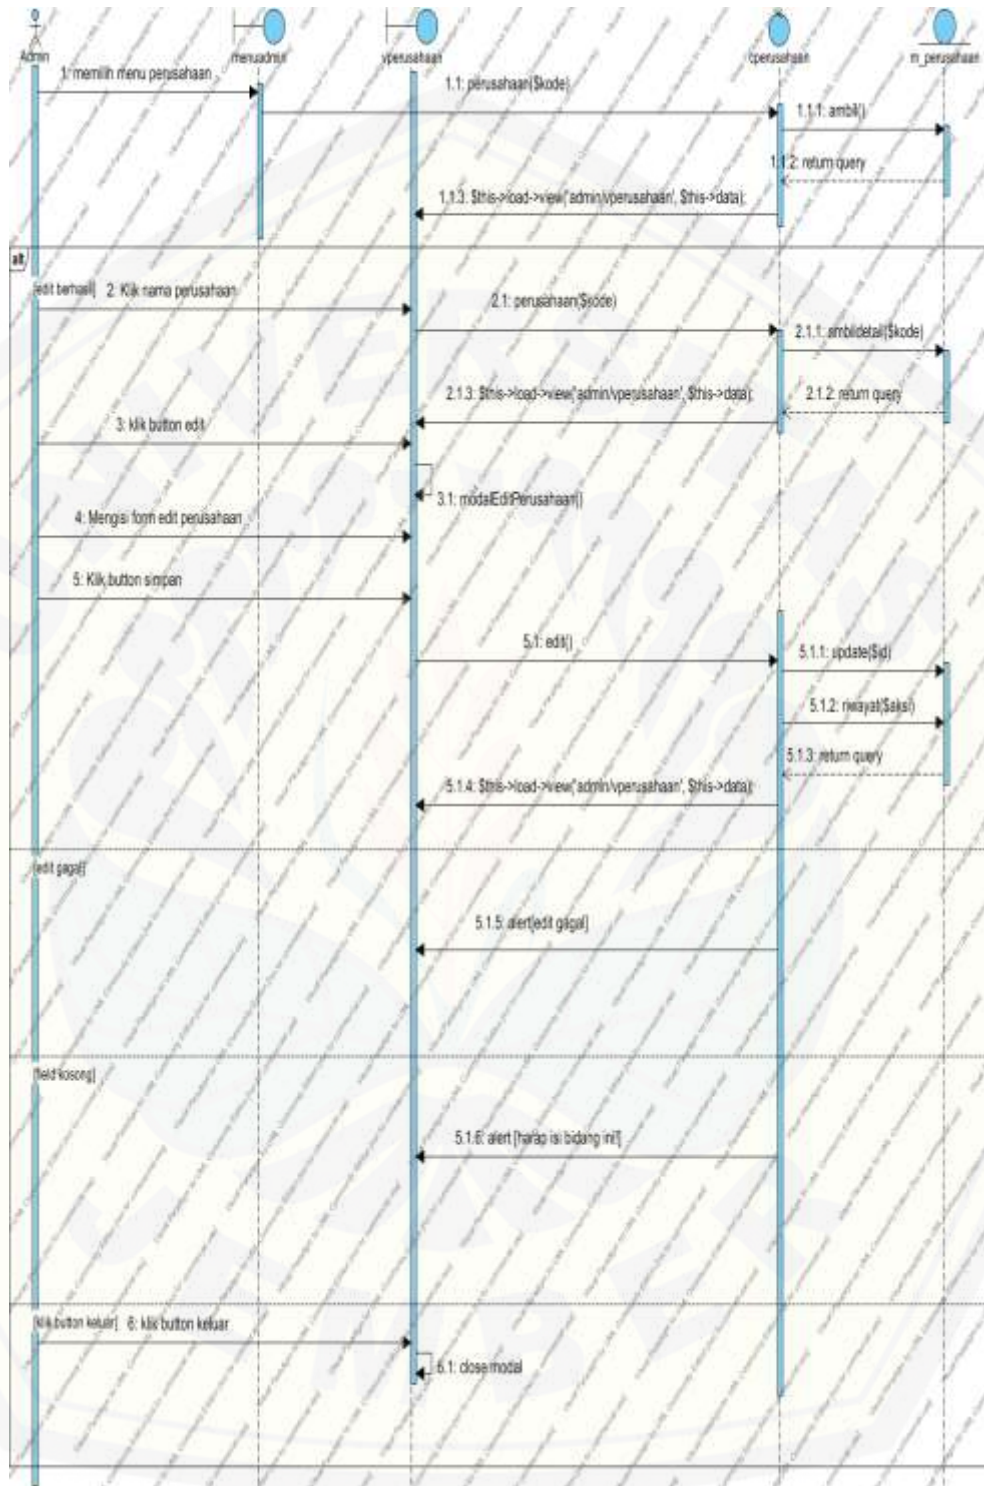 Admin
menuadmin
vperusahaan
cperusahaan
m_perusahaan
1: memilih menu perusahaan
1.1: perusahaan($kode)
1.1.1: ambil()
1.1.2: return query
1.1.3: $this->load->view('admin/vperusahaan', $this->data);
alt
[edit berhasil]
2: Klik nama perusahaan
2.1: perusahaan($kode)
2.1.1: ambildetail($kode)
2.1.2: return query
2.1.3: $this->load->view('admin/vperusahaan', $this->data);
3: klik button edit
3.1: modalEditPerusahaan()
4: Mengisi form edit perusahaan
5: Klik button simpan
5.1: edit()
5.1.1: update($id)
5.1.2: riwayat($aksi)
5.1.3: return query
5.1.4: $this->load->view('admin/vperusahaan', $this->data);
[edit gagal]
5.1.5: alert[edit gagal]
[field kosong]
5.1.6: alert [harap isi bidang ini!]
[klik button keluar]
6: klik button keluar
6.1: close modal
UNIVERSITAS
JEMBER